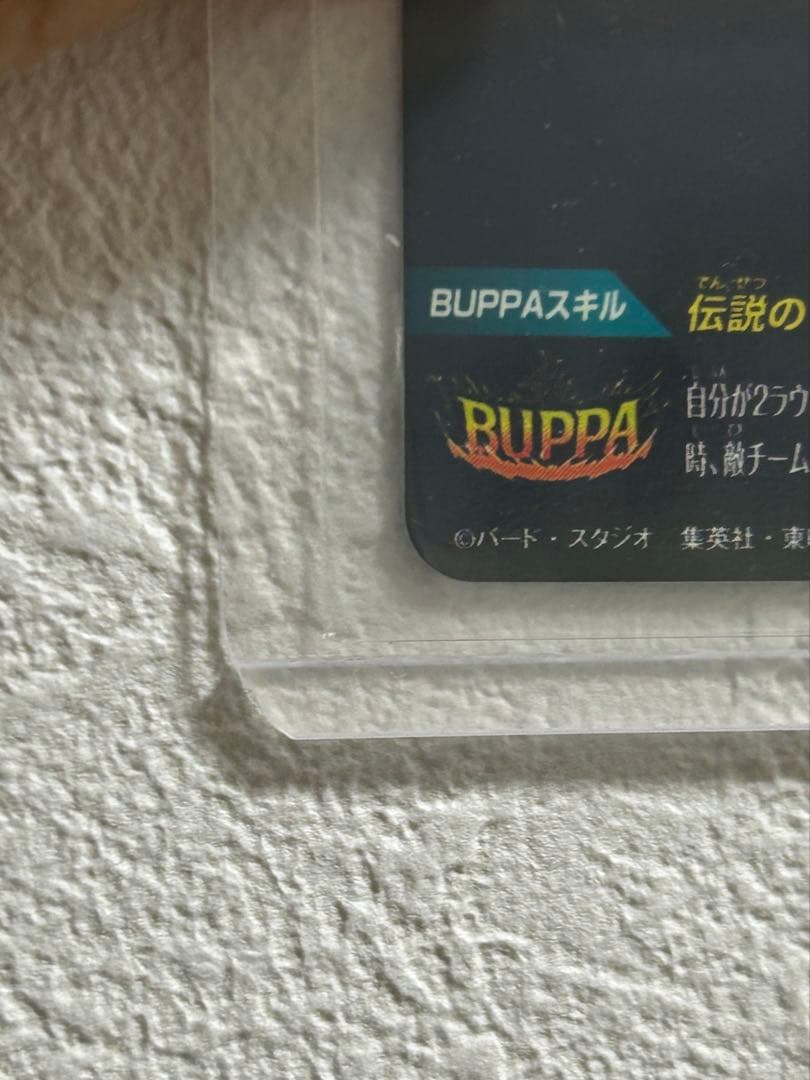 BUPPAスキル
でんせつ
伝説の
BUPPA
自分が2ラウ
時、敵チーム
©バード・スタジオ 集英社・東